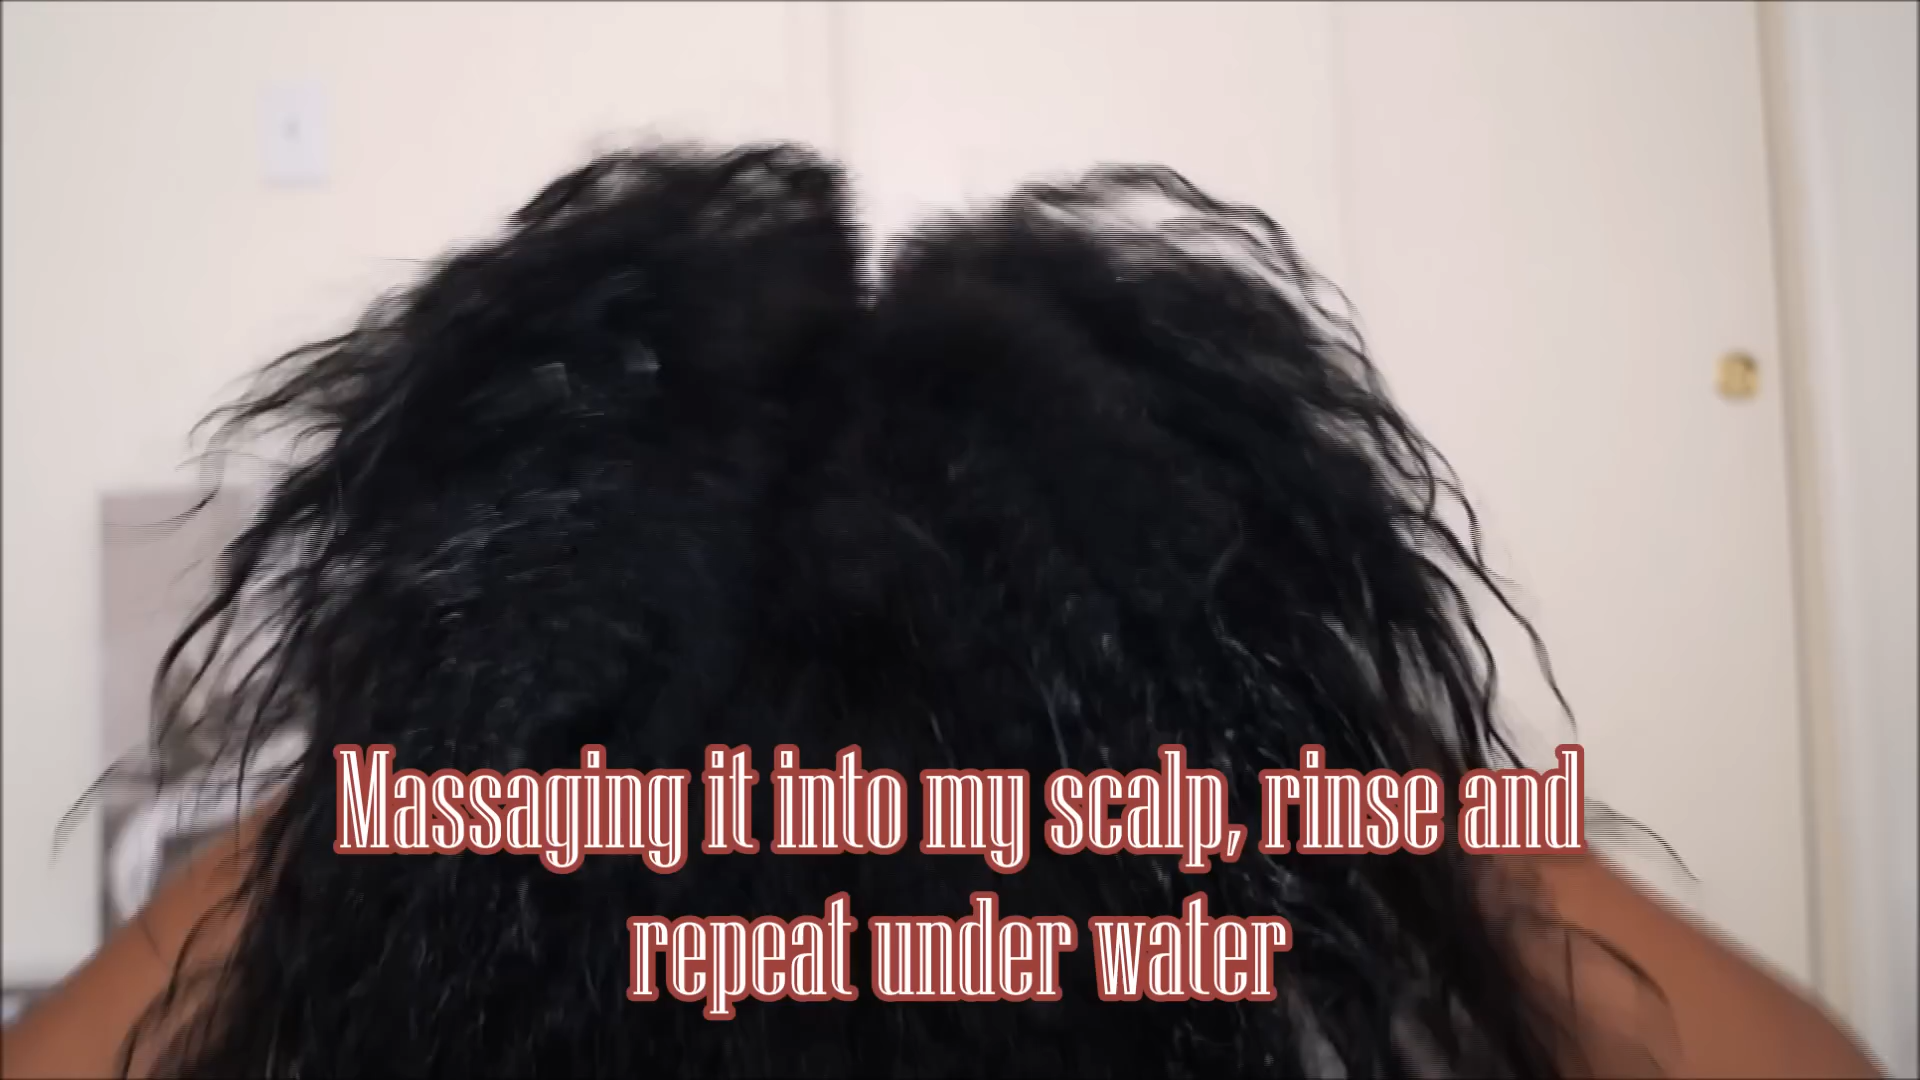 Massaging it into my scalp, rinse and
repeat under water